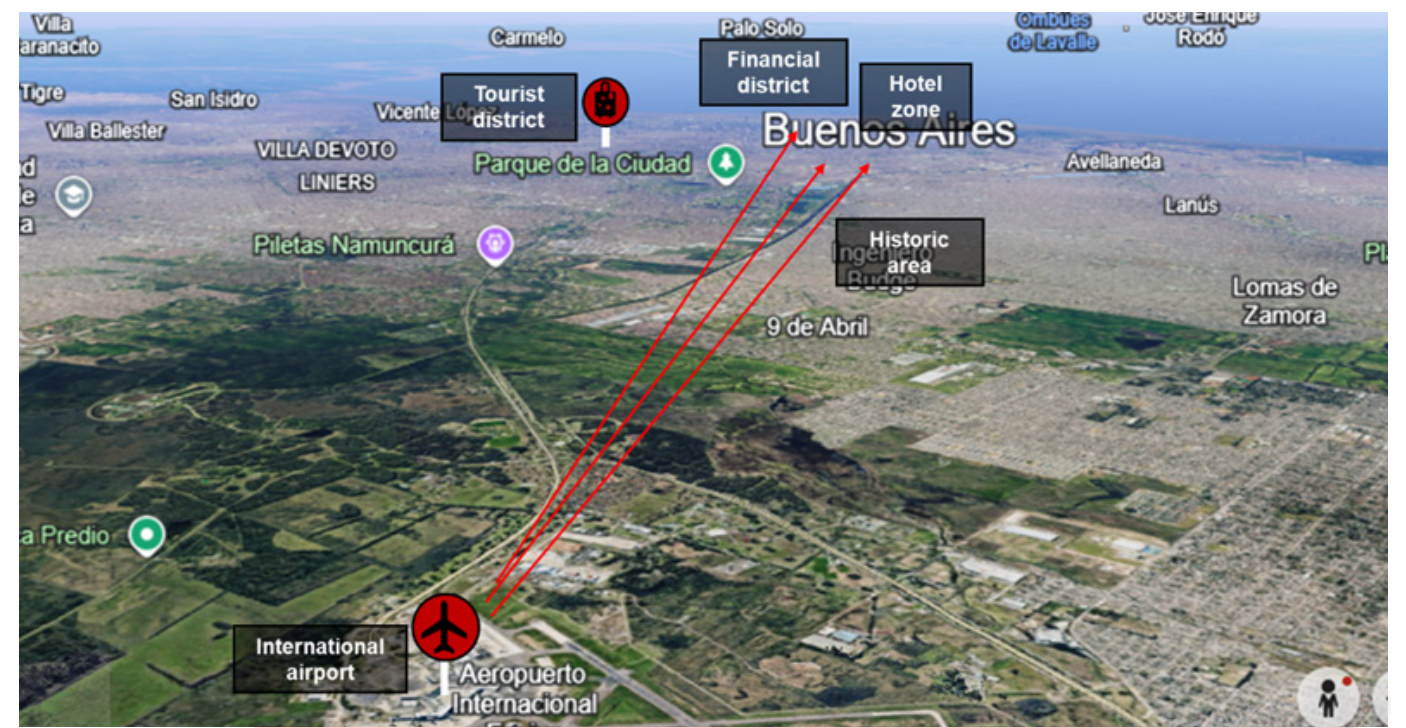 Villa
aranacito
Carmelo
Palo Solo
Ombúes
de Lavalle
José Enrique
Rodó
Tigre
San Isidro
Vicente López
Tourist
district
Financial
district
Hotel
zone
Villa Ballester
VILLA DEVOTO
LINIERS
Parque de la Ciudad
Buenos Aires
Avellaneda
Lanús
Piletas Namuncurá
Historic
area
Ingeniero
Budge
Lomas de
Zamora
9 de Abril
a Predio
International
airport
Aeropuerto
Internacional